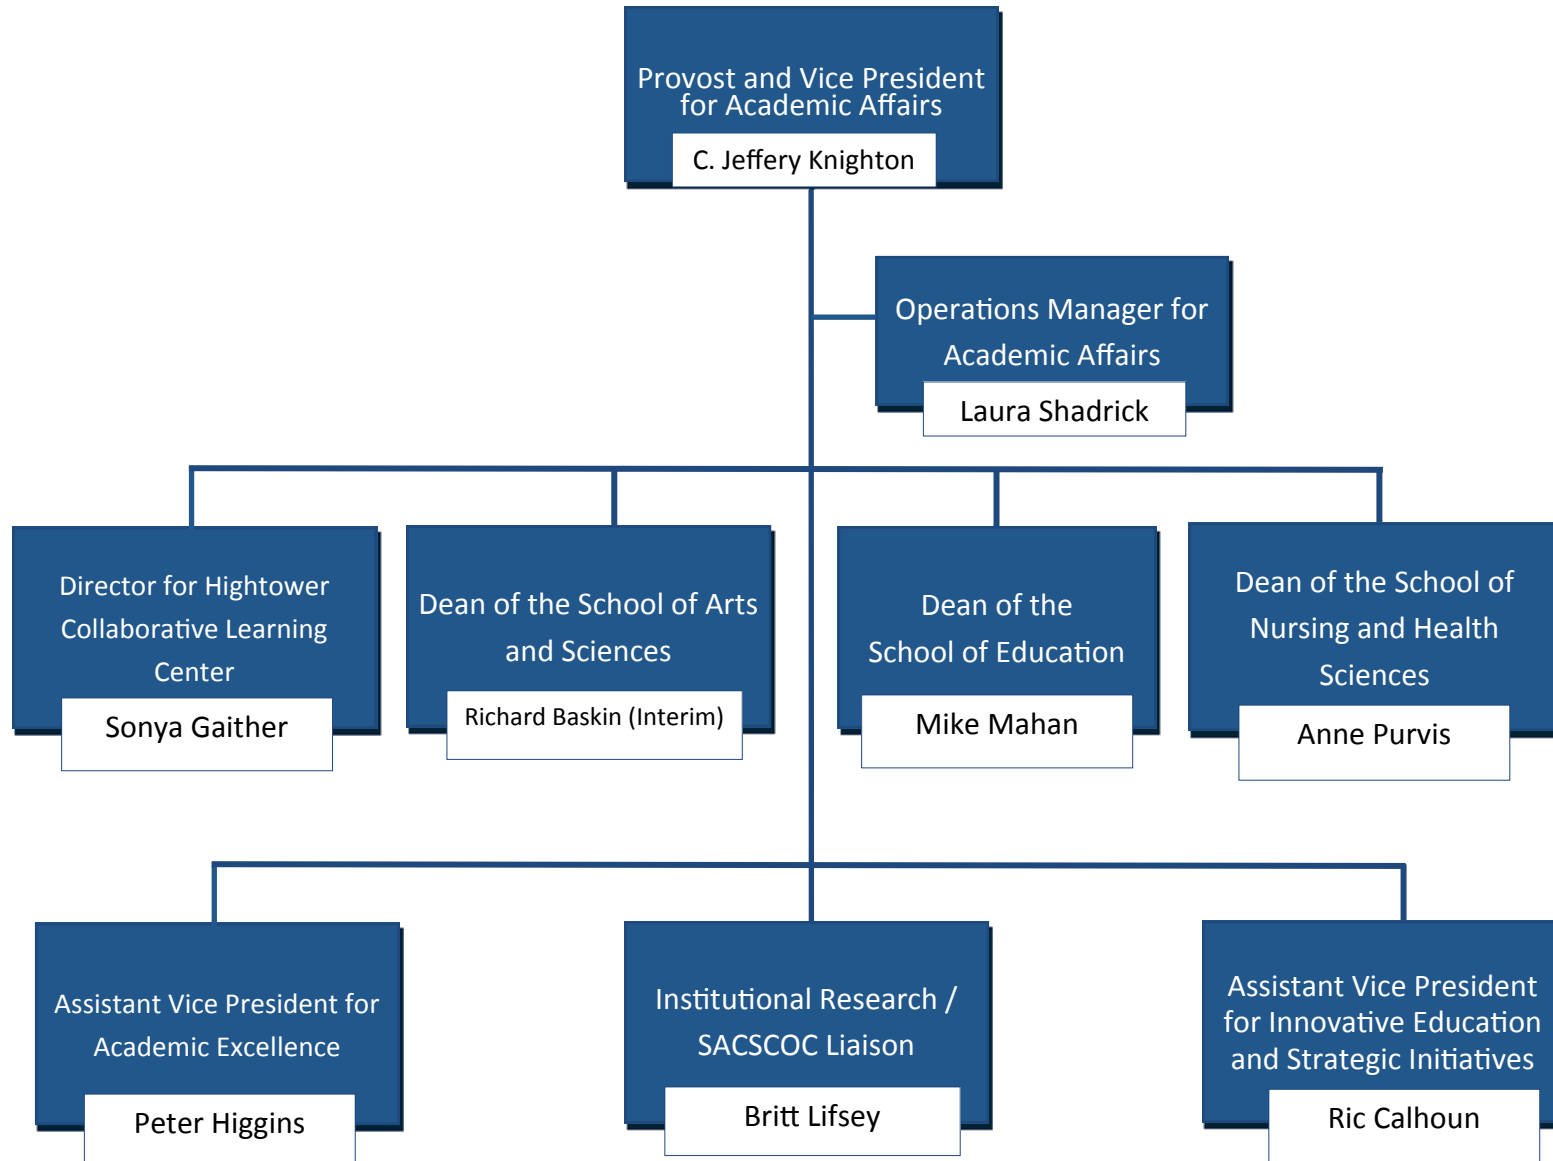 Provost and Vice President
for Academic Affairs
C. Jeffery Knighton
Operations Manager for
Academic Affairs
Laura Shadrick
Director for Hightower
Collaborative Learning
Center
Sonya Gaither
Dean of the School of Arts
and Sciences
Richard Baskin (Interim)
Dean of the
School of Education
Mike Mahan
Dean of the School of
Nursing and Health
Sciences
Anne Purvis
Assistant Vice President for
Academic Excellence
Peter Higgins
Institutional Research /
SACSCOC Liaison
Britt Lifsey
Assistant Vice President
for Innovative Education
and Strategic Initiatives
Ric Calhoun